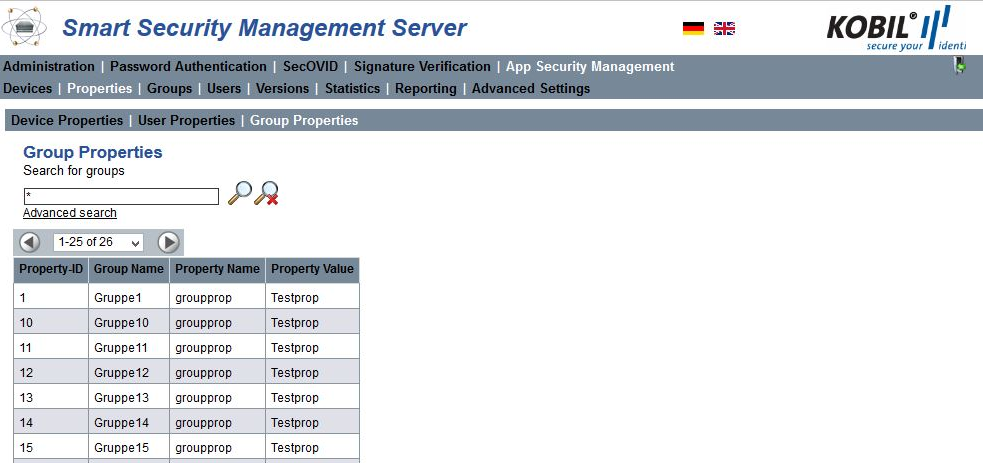 Smart Security Management Server
KOBIL®
secure your identi
Administration | Password Authentication | SecOVID | Signature Verification | App Security Management
Devices | Properties | Groups | Users | Versions | Statistics | Reporting | Advanced Settings
Device Properties | User Properties | Group Properties
Group Properties
Search for groups
*
Advanced search
1-25 of 26
Property-ID Group Name Property Name Property Value
1 Gruppe1 groupprop Testprop
10 Gruppe10 groupprop Testprop
11 Gruppe11 groupprop Testprop
12 Gruppe12 groupprop Testprop
13 Gruppe13 groupprop Testprop
14 Gruppe14 groupprop Testprop
15 Gruppe15 groupprop Testprop